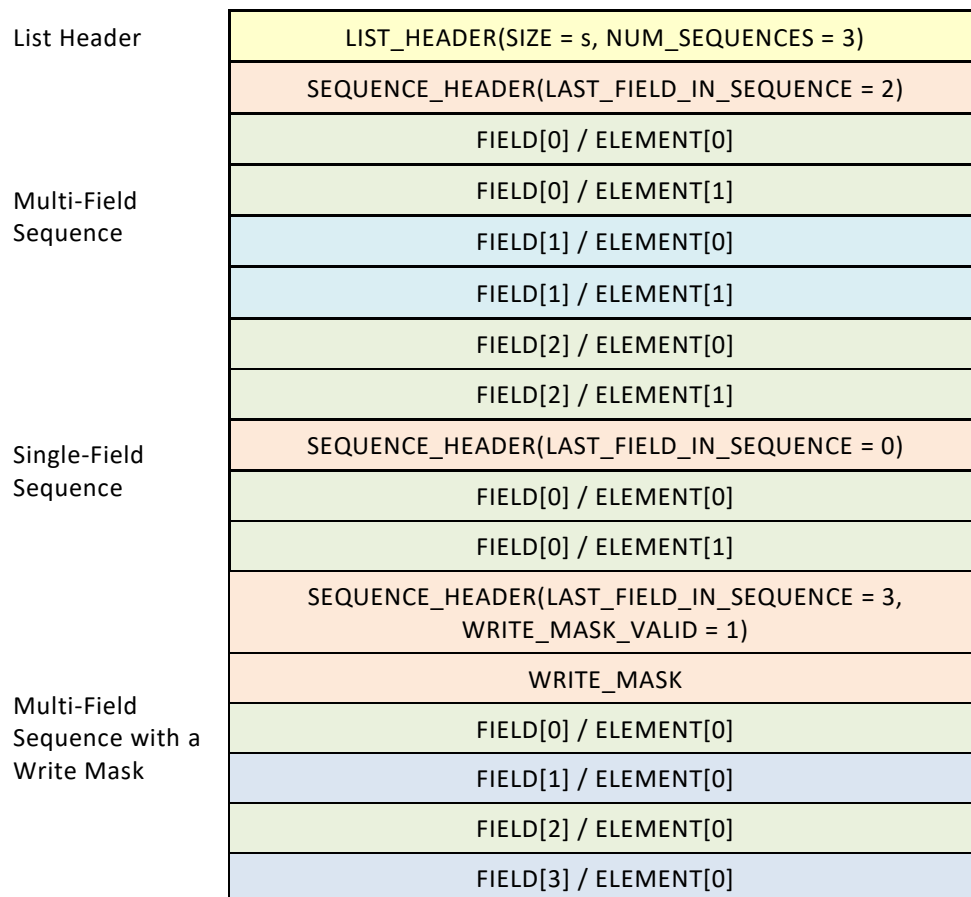 List Header
LIST_HEADER(SIZE = s, NUM_SEQUENCES = 3)
SEQUENCE_HEADER(LAST_FIELD_IN_SEQUENCE = 2)
Multi-Field
Sequence
FIELD[0] / ELEMENT[0]
FIELD[0] / ELEMENT[1]
FIELD[1] / ELEMENT[0]
FIELD[1] / ELEMENT[1]
FIELD[2] / ELEMENT[0]
FIELD[2] / ELEMENT[1]
Single-Field
Sequence
SEQUENCE_HEADER(LAST_FIELD_IN_SEQUENCE = 0)
FIELD[0] / ELEMENT[0]
FIELD[0] / ELEMENT[1]
Multi-Field
Sequence with a
Write Mask
SEQUENCE_HEADER(LAST_FIELD_IN_SEQUENCE = 3,
WRITE_MASK_VALID = 1)
WRITE_MASK
FIELD[0] / ELEMENT[0]
FIELD[1] / ELEMENT[0]
FIELD[2] / ELEMENT[0]
FIELD[3] / ELEMENT[0]